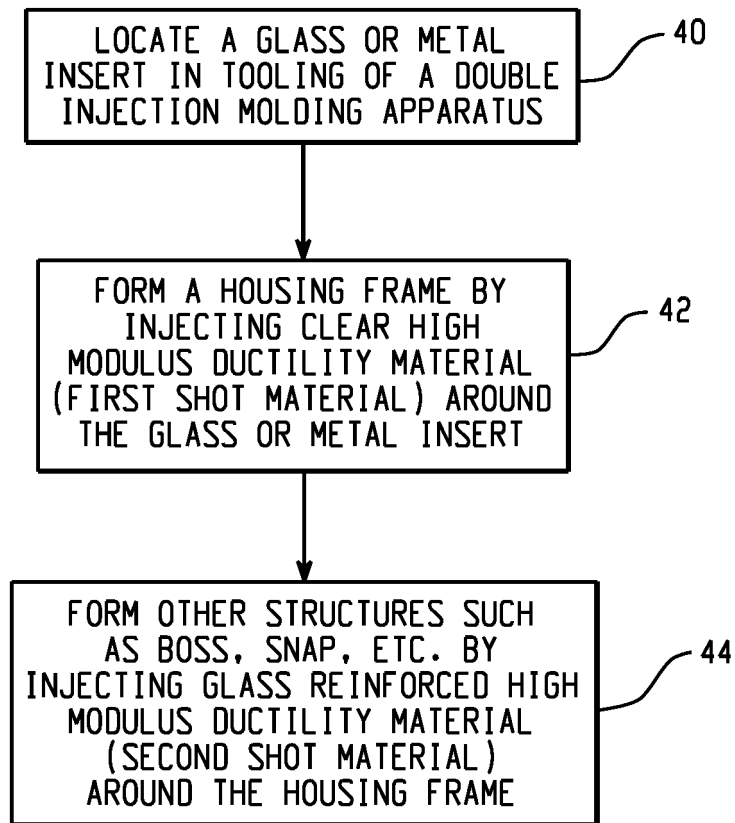 LOCATE A GLASS OR METAL
INSERT IN TOOLING OF A DOUBLE
INJECTION MOLDING APPARATUS
40
FORM A HOUSING FRAME BY
INJECTING CLEAR HIGH
MODULUS DUCTILITY MATERIAL
(FIRST SHOT MATERIAL) AROUND
THE GLASS OR METAL INSERT
42
FORM OTHER STRUCTURES SUCH
AS BOSS, SNAP, ETC. BY
INJECTING GLASS REINFORCED HIGH
MODULUS DUCTILITY MATERIAL
(SECOND SHOT MATERIAL)
AROUND THE HOUSING FRAME
44